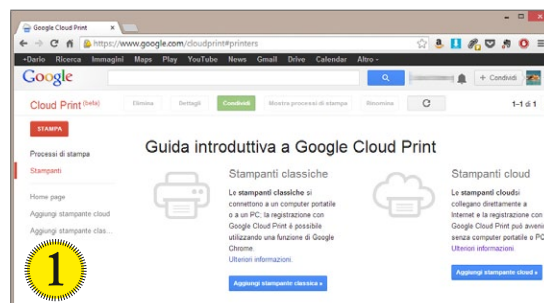 Google Cloud Print
https://www.google.com/cloudprint#printers
+Dario Ricerca Immagini Maps Play YouTube News Gmail Drive Calendar Altro
Google
+ Condividi
Cloud Print (beta)
Elimina Dettagli Condividi Mostra processi di stampa Rinomina
1–1 di 1
STAMPA
Processi di stampa
Stampanti
Home page
Aggiungi stampante cloud
Aggiungi stampante clas...
Guida introduttiva a Google Cloud Print
Stampanti classiche
Le stampanti classiche si
connettono a un computer portatile
o a un PC; la registrazione con
Google Cloud Print è possibile
utilizzando una funzione di Google
Chrome.
Ulteriori informazioni.
Aggiungi stampante classica »
Stampanti cloud
Le stampanti cloudsi
collegano direttamente a
Internet e la registrazione con
Google Cloud Print può avenire
senza computer portatile o PC
Ulteriori informazioni.
Aggiungi stampante cloud »
1